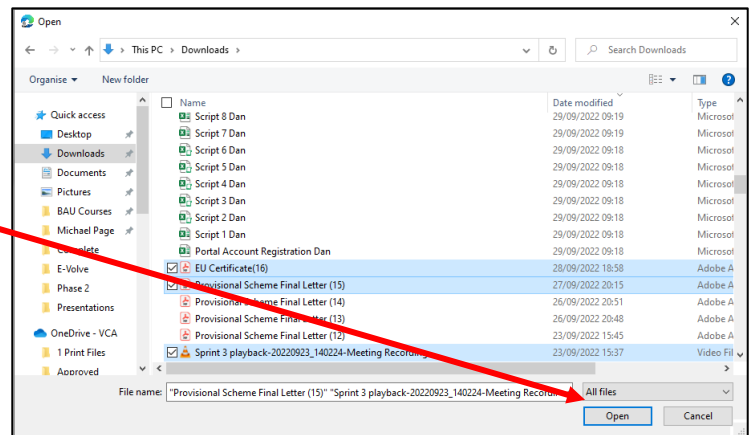 Open
This PC > Downloads >
Search Downloads
Organise New folder
Name Date modified Type
Quick access
Desktop
Downloads
Documents
Pictures
BAU Courses
Michael Page
Complete
E-Volve
Phase 2
Presentations
OneDrive - VCA
1 Print Files
Approved
Script 8 Dan 29/09/2022 09:19 Microsof
Script 7 Dan 29/09/2022 09:19 Microsof
Script 6 Dan 29/09/2022 09:18 Microsof
Script 5 Dan 29/09/2022 09:18 Microsof
Script 4 Dan 29/09/2022 09:18 Microsof
Script 3 Dan 29/09/2022 09:18 Microsof
Script 2 Dan 29/09/2022 09:18 Microsof
Script 1 Dan 29/09/2022 09:18 Microsof
Portal Account Registration Dan 29/09/2022 09:18 Microsof
EU Certificate(16) 28/09/2022 18:58 Adobe A
Provisional Scheme Final Letter (15) 27/09/2022 20:15 Adobe A
Provisional Scheme Final Letter (14) 26/09/2022 20:51 Adobe A
Provisional Scheme Final Letter (13) 26/09/2022 20:48 Adobe A
Provisional Scheme Final Letter (12) 23/09/2022 15:45 Adobe A
Sprint 3 playback-20220923_140224-Meeting Recording 23/09/2022 15:37 Video Fil
File name: "Provisional Scheme Final Letter (15)" "Sprint 3 playback-20220923_140224-Meeting Recor All files
Open Cancel